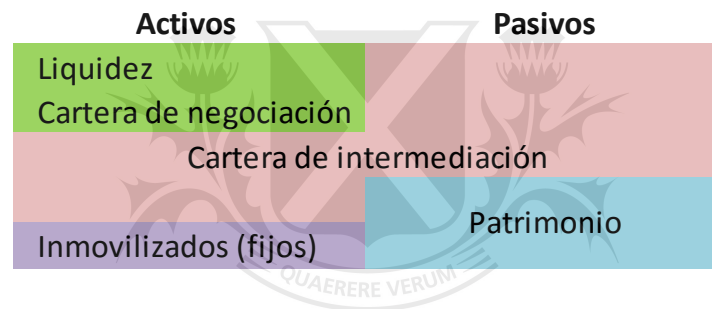 Activos Pasivos
Liquidez
Cartera de negociación
Cartera de intermediación
Patrimonio
Inmovilizados (fijos)
QUAERERE VERUM